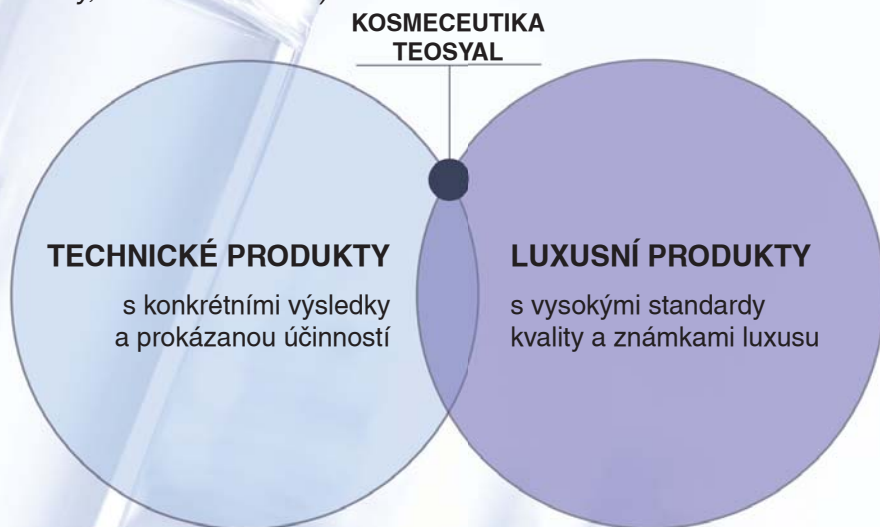 KOSMECEUTIKA
TEOSYAL
TECHNICKÉ PRODUKTY
s konkrétními výsledky
a prokázanou účinností
LUXUSNÍ PRODUKTY
s vysokými standardy
kvality a známkami luxusu